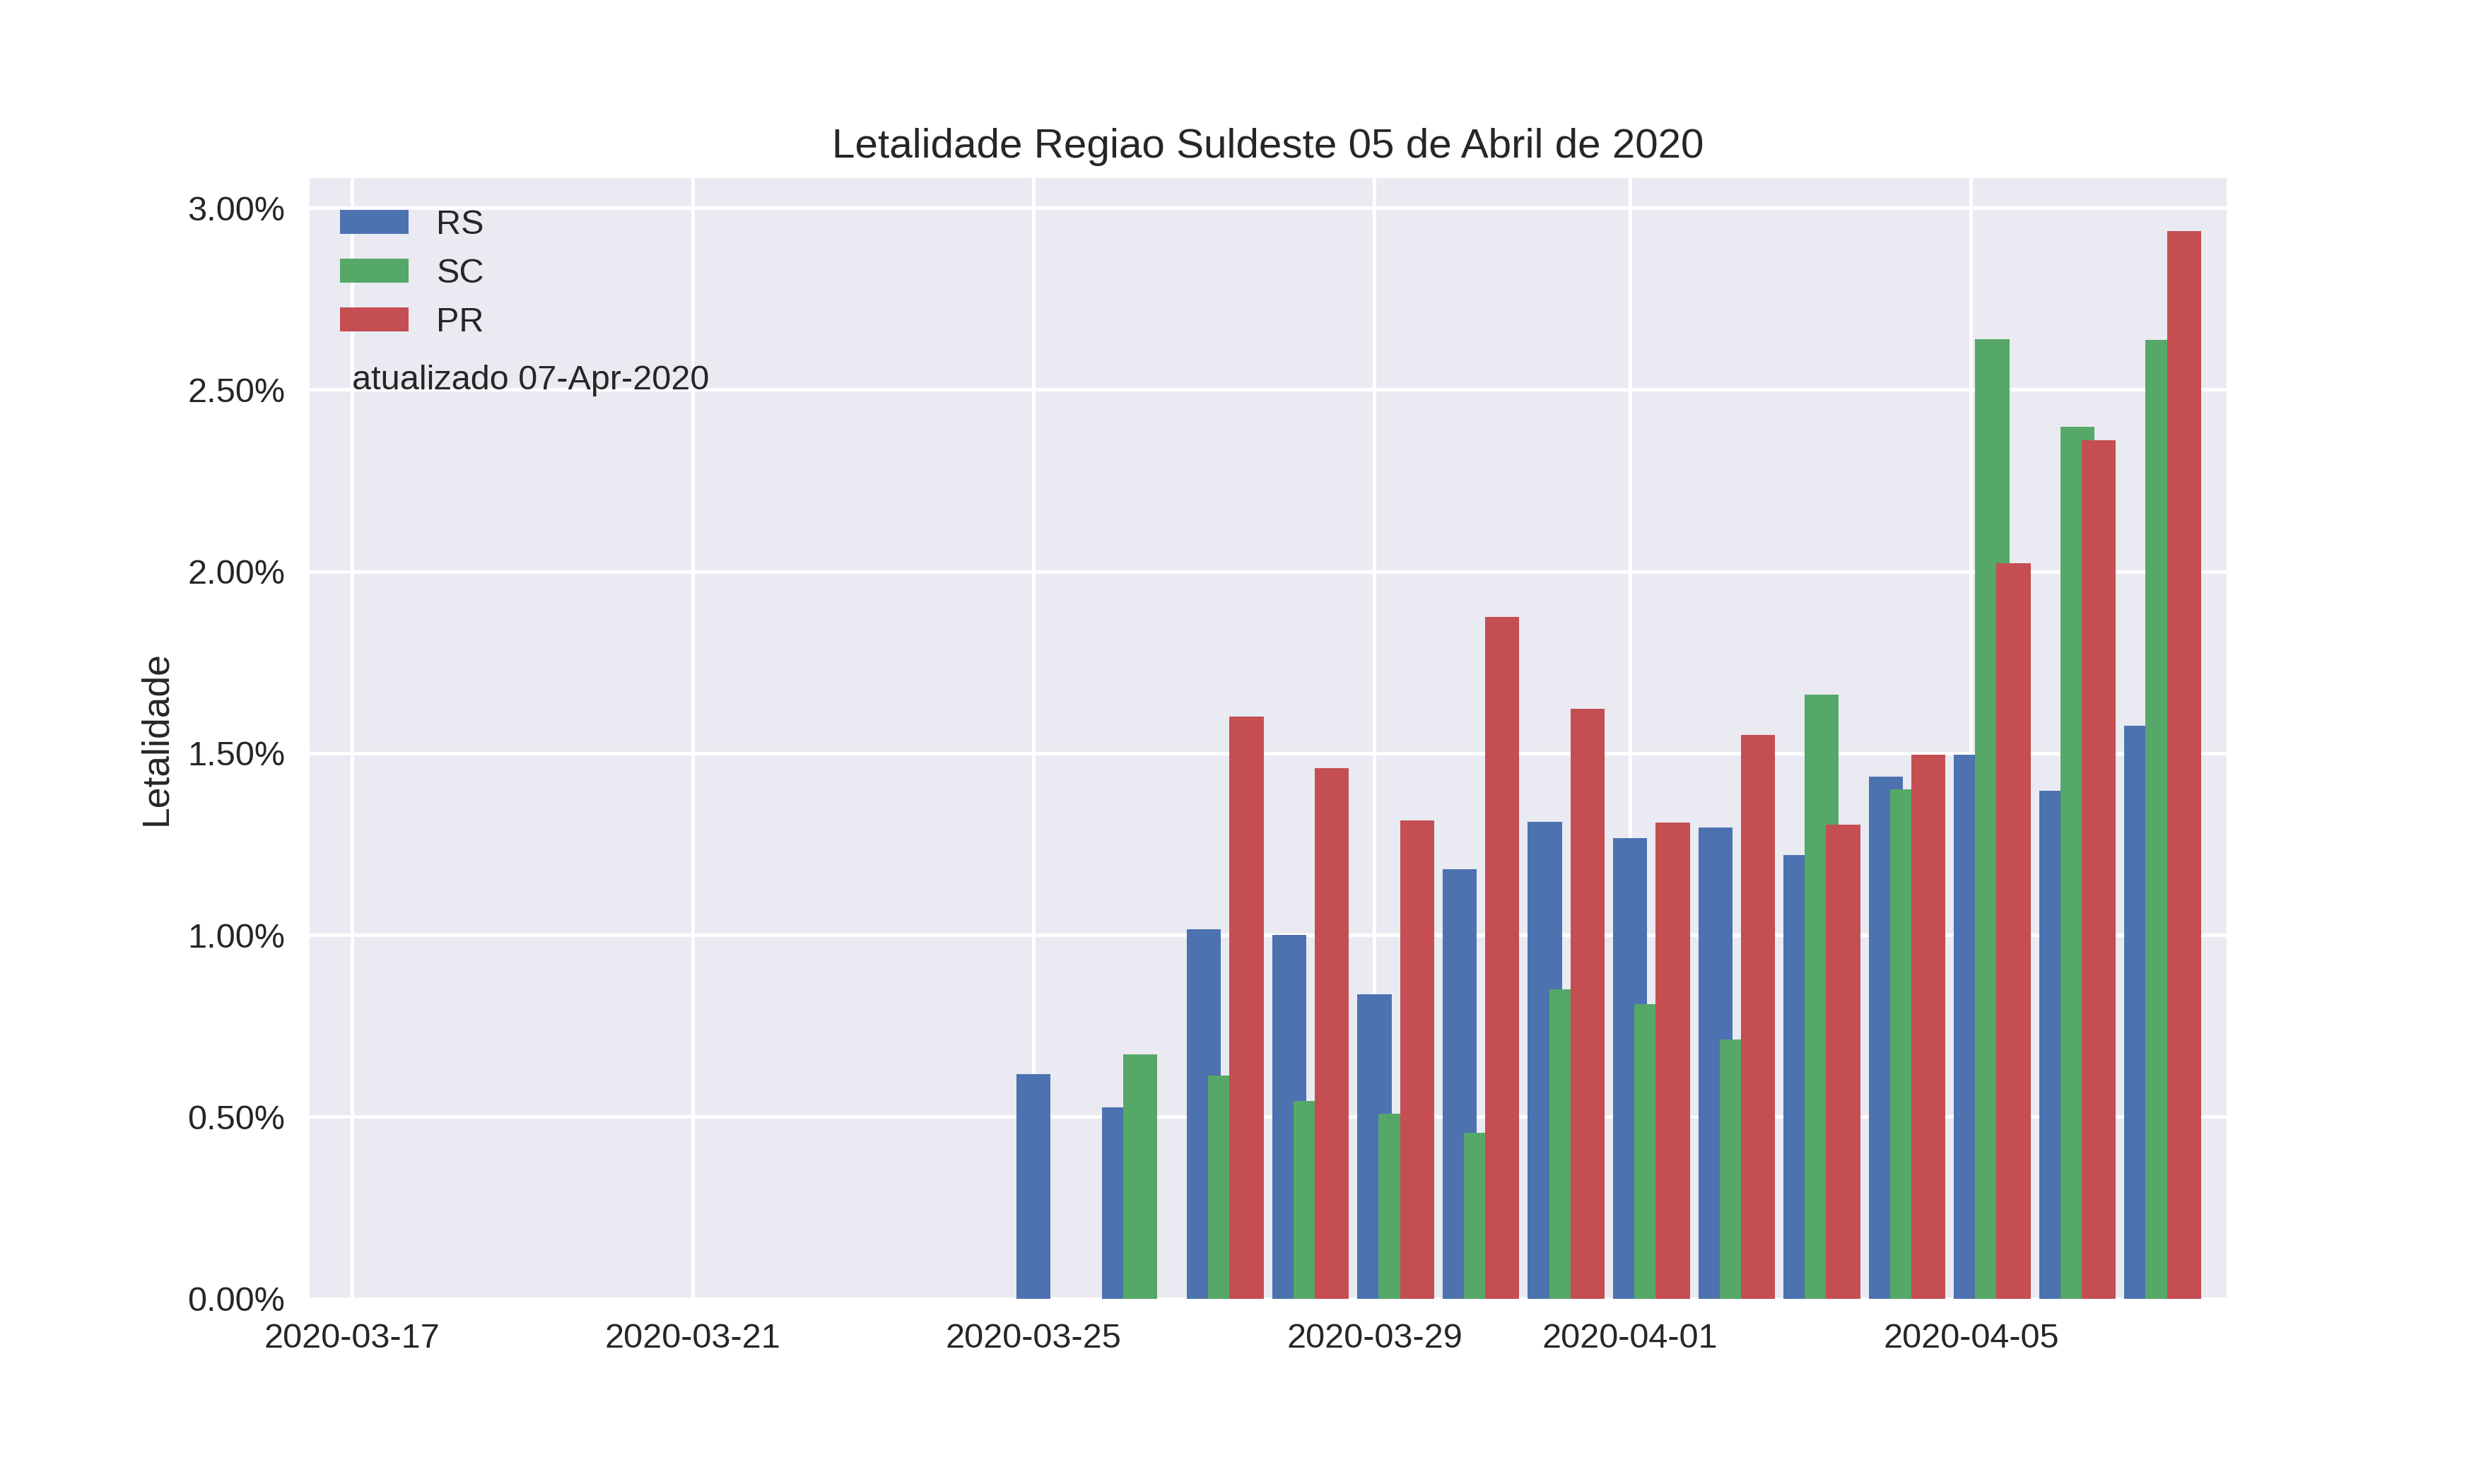 Letalidade Regiao Suldeste 05 de Abril de 2020
3.00%
2.50%
2.00%
1.50%
1.00%
0.50%
0.00%
Letalidade
RS
SC
PR
atualizado 07-Apr-2020
2020-03-17
2020-03-21
2020-03-25
2020-03-29
2020-04-01
2020-04-05